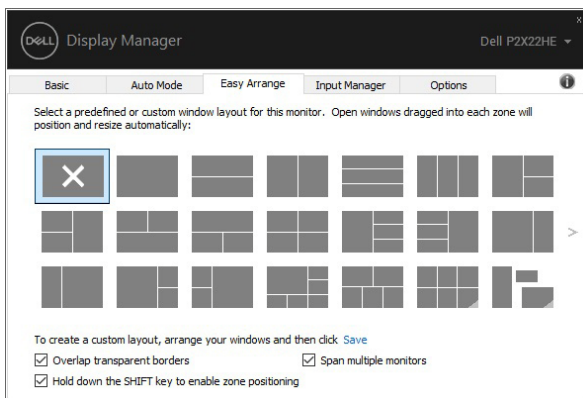 DELL Display Manager
Dell P2X22HE
Basic Auto Mode Easy Arrange Input Manager Options
Select a predefined or custom window layout for this monitor. Open windows dragged into each zone will
position and resize automatically:
To create a custom layout, arrange your windows and then click Save
Overlap transparent borders
Span multiple monitors
Hold down the SHIFT key to enable zone positioning